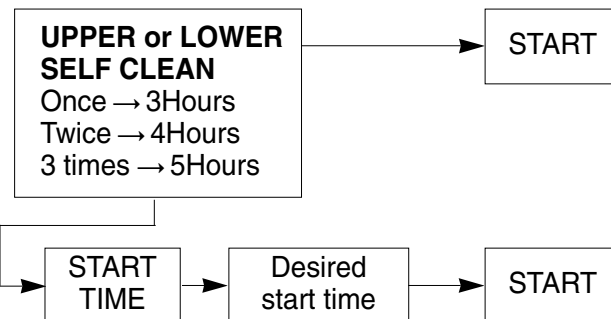 UPPER or LOWER
SELF CLEAN
Once → 3Hours
Twice → 4Hours
3 times → 5Hours
START
START
TIME
Desired
start time
START